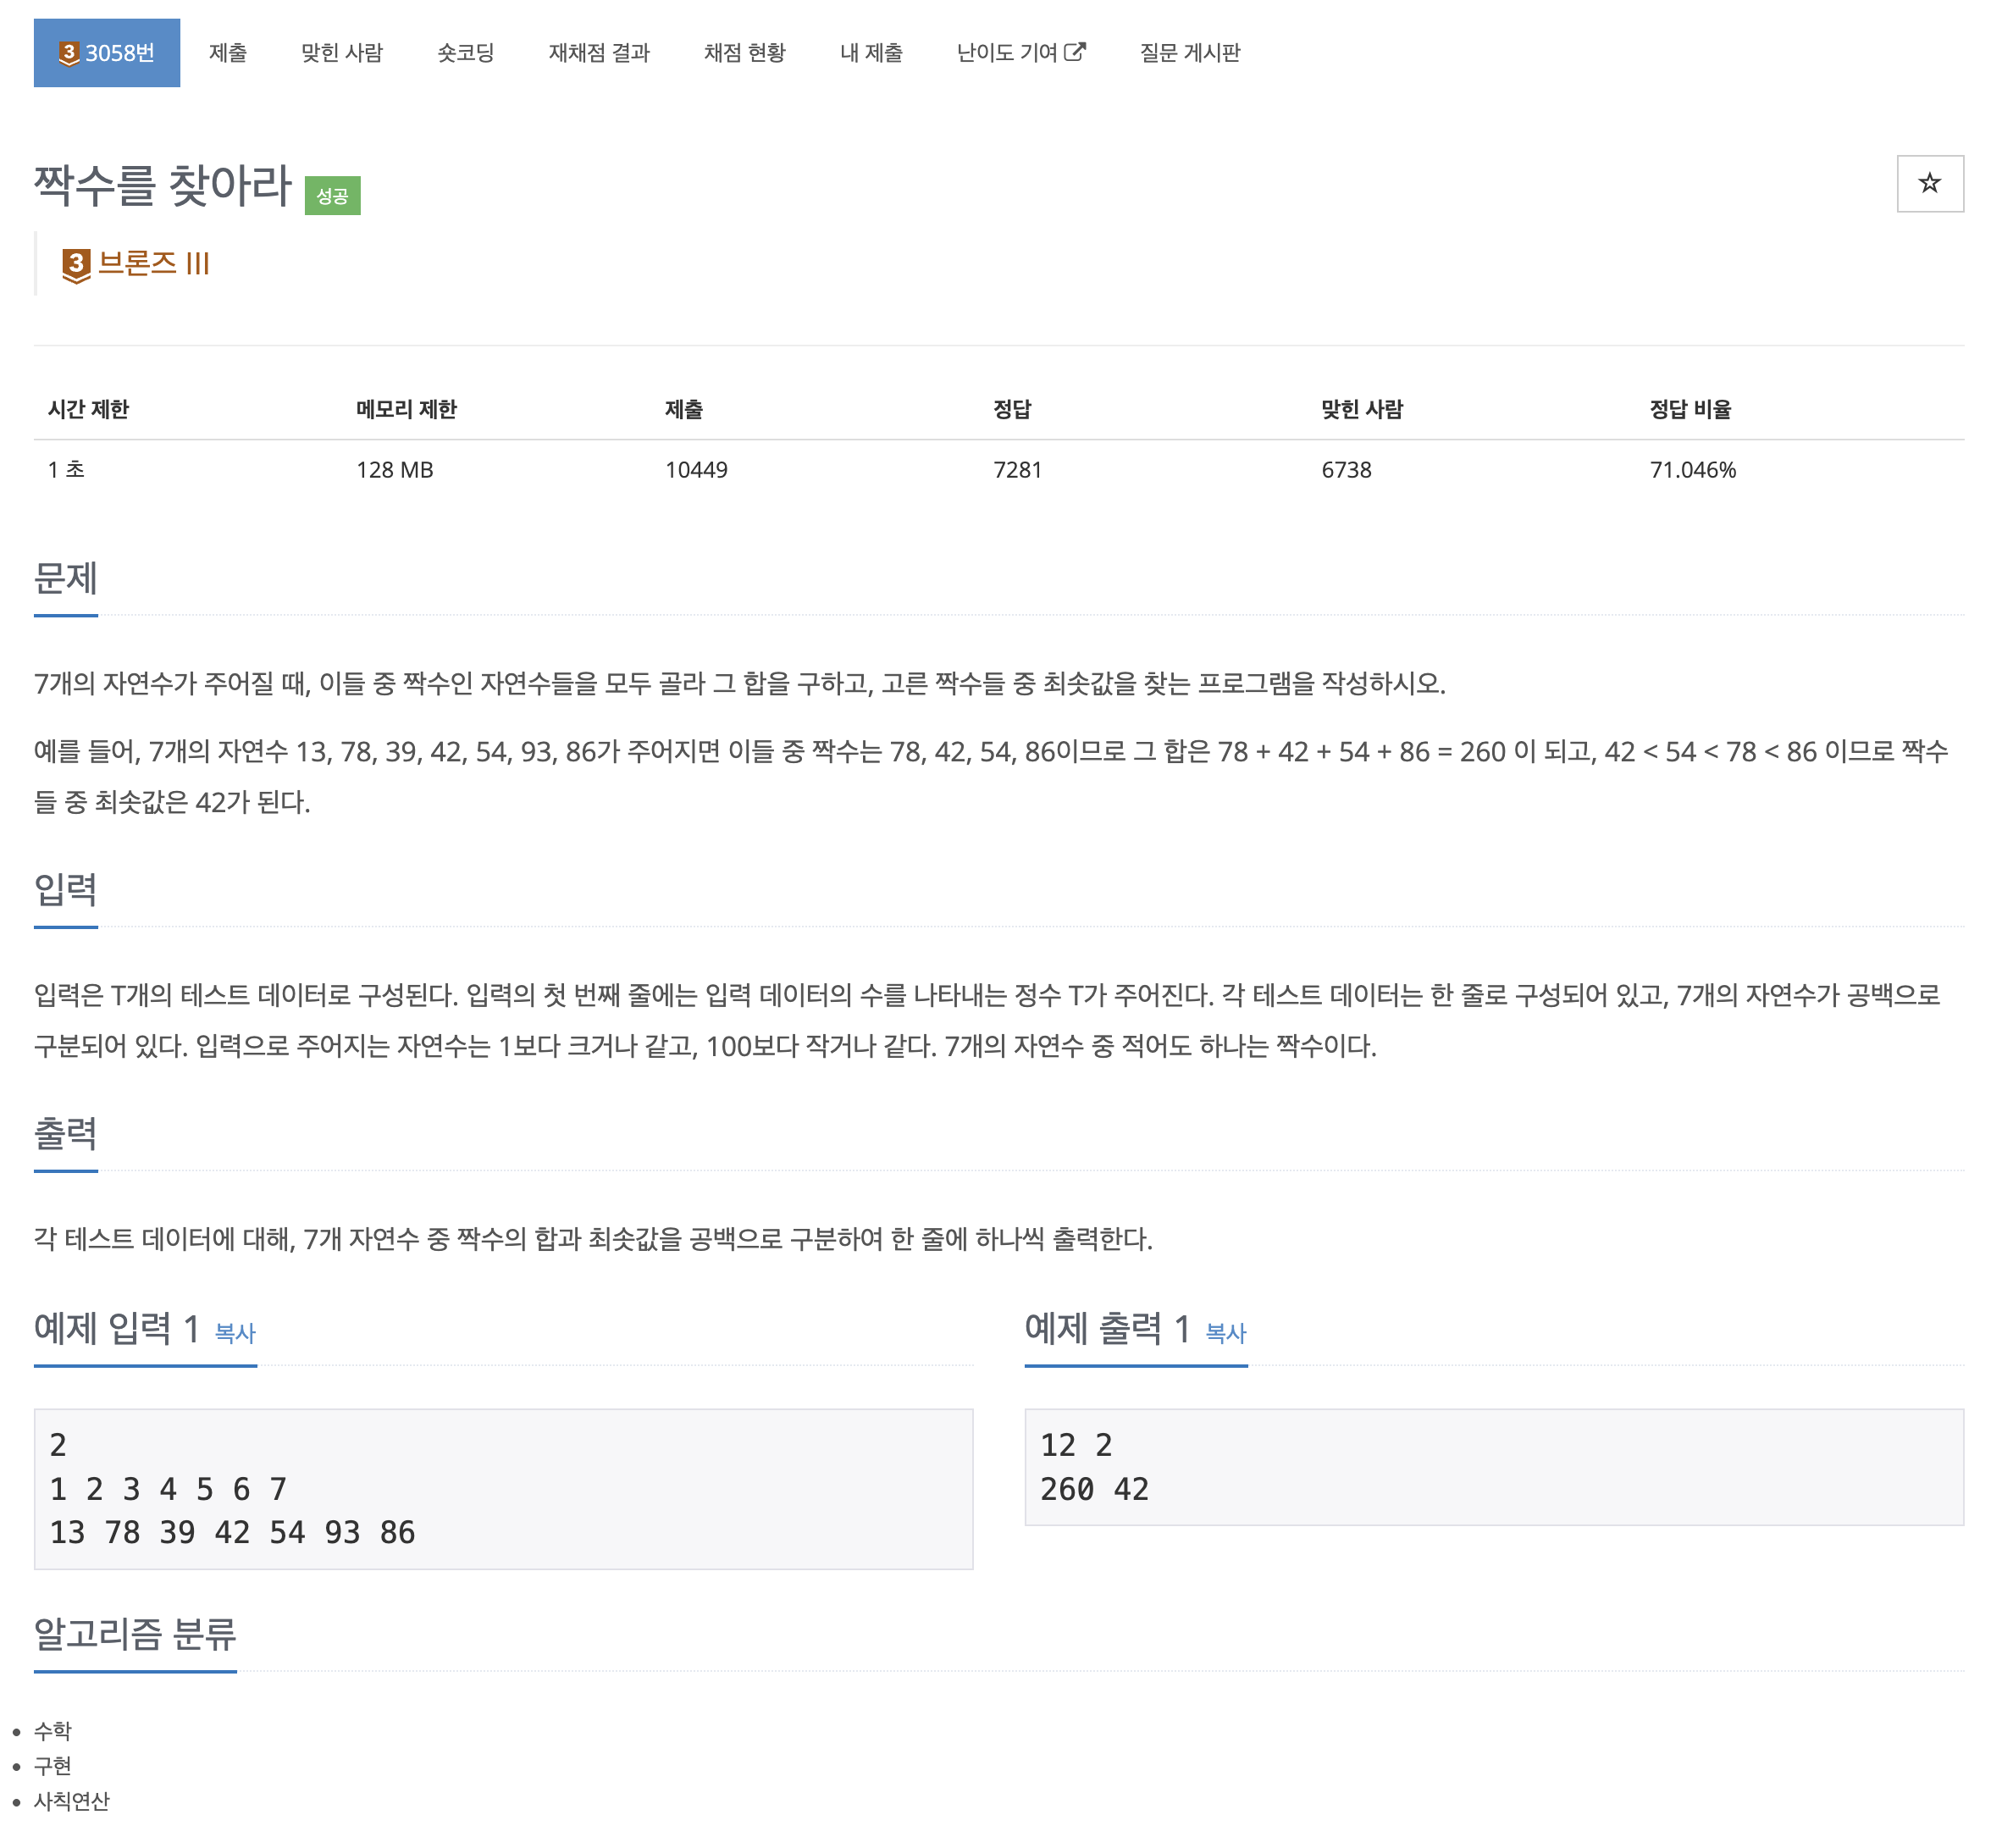 3 3058번 제출 맞힌 사람 숏코딩 재채점 결과 채점 현황 내 제출 난이도 기여 질문 게시판
짝수를 찾아라 성공
3 브론즈 III
시간 제한 메모리 제한 제출 정답 맞힌 사람 정답 비율
1 초 128 MB 10449 7281 6738 71.046%
문제
7개의 자연수가 주어질 때, 이들 중 짝수인 자연수들을 모두 골라 그 합을 구하고, 고른 짝수들 중 최솟값을 찾는 프로그램을 작성하시오.
예를 들어, 7개의 자연수 13, 78, 39, 42, 54, 93, 86가 주어지면 이들 중 짝수는 78, 42, 54, 86이므로 그 합은 78 + 42 + 54 + 86 = 260 이 되고, 42 < 54 < 78 < 86 이므로 짝수
들 중 최솟값은 42가 된다.
입력
입력은 T개의 테스트 데이터로 구성된다. 입력의 첫 번째 줄에는 입력 데이터의 수를 나타내는 정수 T가 주어진다. 각 테스트 데이터는 한 줄로 구성되어 있고, 7개의 자연수가 공백으로
구분되어 있다. 입력으로 주어지는 자연수는 1보다 크거나 같고, 100보다 작거나 같다. 7개의 자연수 중 적어도 하나는 짝수이다.
출력
각 테스트 데이터에 대해, 7개 자연수 중 짝수의 합과 최솟값을 공백으로 구분하여 한 줄에 하나씩 출력한다.
예제 입력 1 복사
2
1 2 3 4 5 6 7
13 78 39 42 54 93 86
예제 출력 1 복사
12 2
260 42
알고리즘 분류
수학
구현
사칙연산